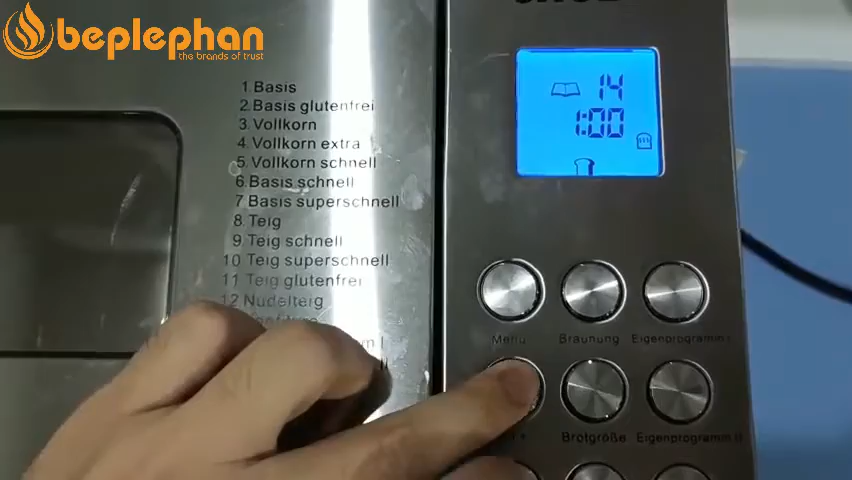 beplephan
the brands of trust
1 Basis
2 Basis glutenfrei
3 Vollkorn
4 Vollkorn extra
5 Vollkorn schnell
6 Basis schnell
7 Basis superschnell
8 Teig
9 Teig schnell
10 Teig superschnell
11 Teig glutenfrei
12 Nudelteig
14
1:00
Menü
Bräunung
Eigenprogramm I
Brotgröße
Eigenprogramm II